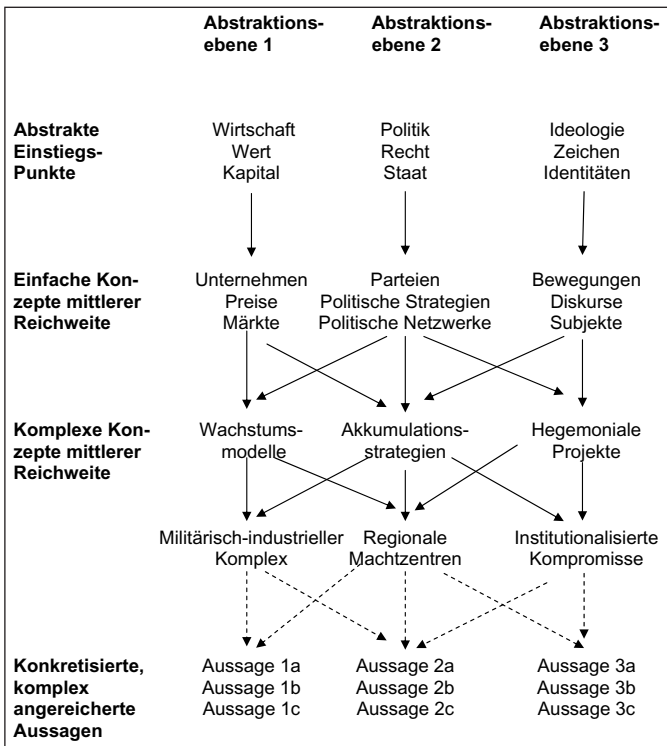 Abstraktions- Abstraktions- Abstraktions-
ebene 1 ebene 2 ebene 3
Abstrakte Wirtschaft Politik Ideologie
Einstiegs- Wert Recht Zeichen
Punkte Kapital Staat Identitäten
Einfache Kon- Unternehmen Parteien Bewegungen
zepte mittlerer Preise Politische Strategien Diskurse
Reichweite Märkte Politische Netzwerke Subjekte
Komplexe Kon- Wachstums- Akkumulations- Hegemoniale
zepte mittlerer modelle strategien Projekte
Reichweite
Militärisch-industrieller Regionale Institutionalisierte
Komplex Machtzentren Kompromisse
Konkretisierte, Aussage 1a Aussage 2a Aussage 3a
komplex Aussage 1b Aussage 2b Aussage 3b
angereicherte Aussage 1c Aussage 2c Aussage 3c
Aussagen